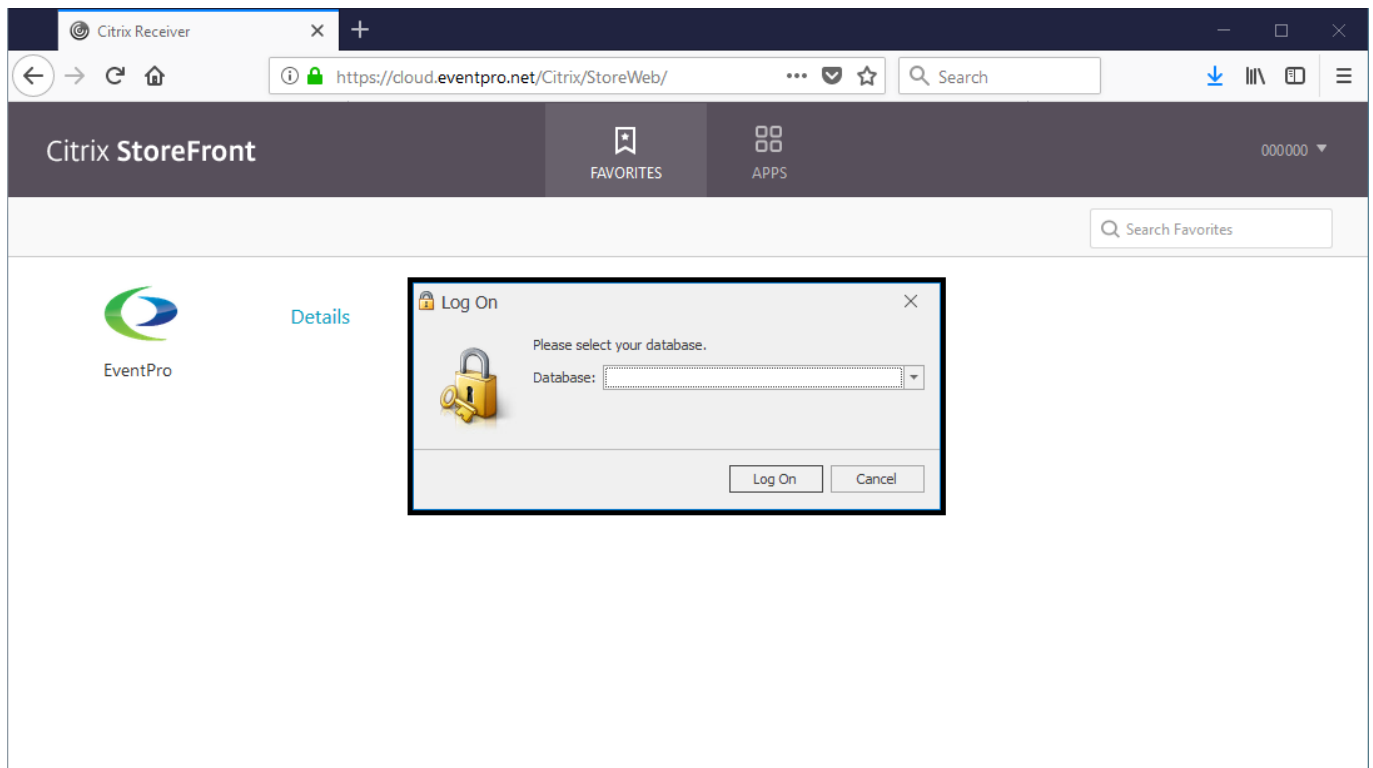 Citrix Receiver
https://cloud.eventpro.net/Citrix/StoreWeb/
Search
Citrix StoreFront
FAVORITES
APPS
000000
Search Favorites
EventPro
Details
Log On
Please select your database.
Database:
Log On
Cancel